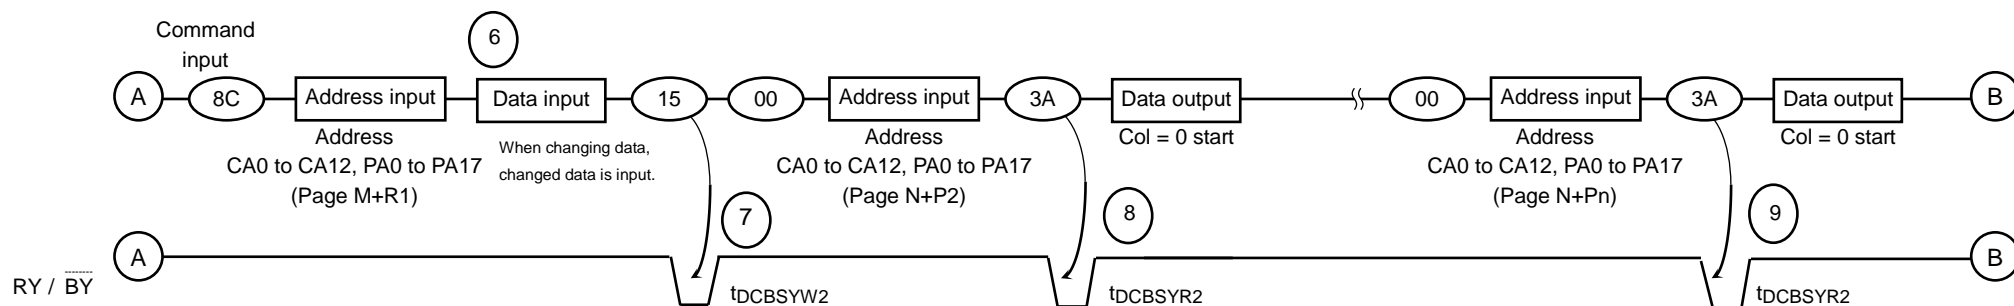 Command
input
6
A 8C Address input Data input 15 00 Address input 3A Data output 00 Address input 3A Data output B
Address
CA0 to CA12, PA0 to PA17
(Page M+R1)
When changing data,
changed data is input.
Address
CA0 to CA12, PA0 to PA17
(Page N+P2)
Col = 0 start
Address
CA0 to CA12, PA0 to PA17
(Page N+Pn)
Col = 0 start
7
8
9
A B
RY / BY
tDCBSYW2
tDCBSYR2
tDCBSYR2